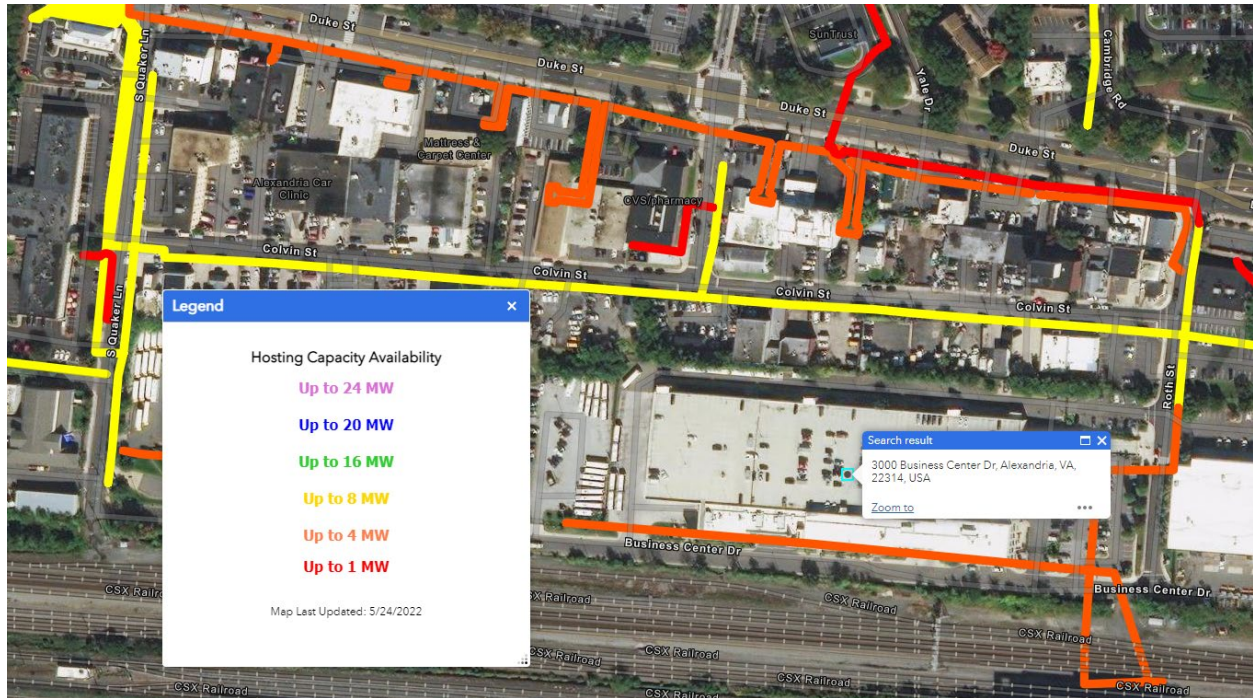 Duke St
SunTrust
S Quaker Ln
Duke St
Yale Dr
Cambridge Rd
Duke St
Mattress &
Carpet Center
Duke St
Alexandria Car
Clinic
CVS/pharmacy
Colvin St
Colvin St
Colvin St
Colvin St
S Quaker Ln
Legend
Hosting Capacity Availability
Up to 24 MW
Up to 20 MW
Up to 16 MW
Up to 8 MW
Up to 4 MW
Up to 1 MW
Map Last Updated: 5/24/2022
Roth St
Search result
3000 Business Center Dr, Alexandria, VA,
22314, USA
Zoom to
Business Center Dr
Business Center Dr
CSX Railroad
CSX Railroad
CSX Railroad
CSX Railroad
CSX Railroad
CSX Railroad
CSX Railroad
CSX Railroad
CSX Railroad